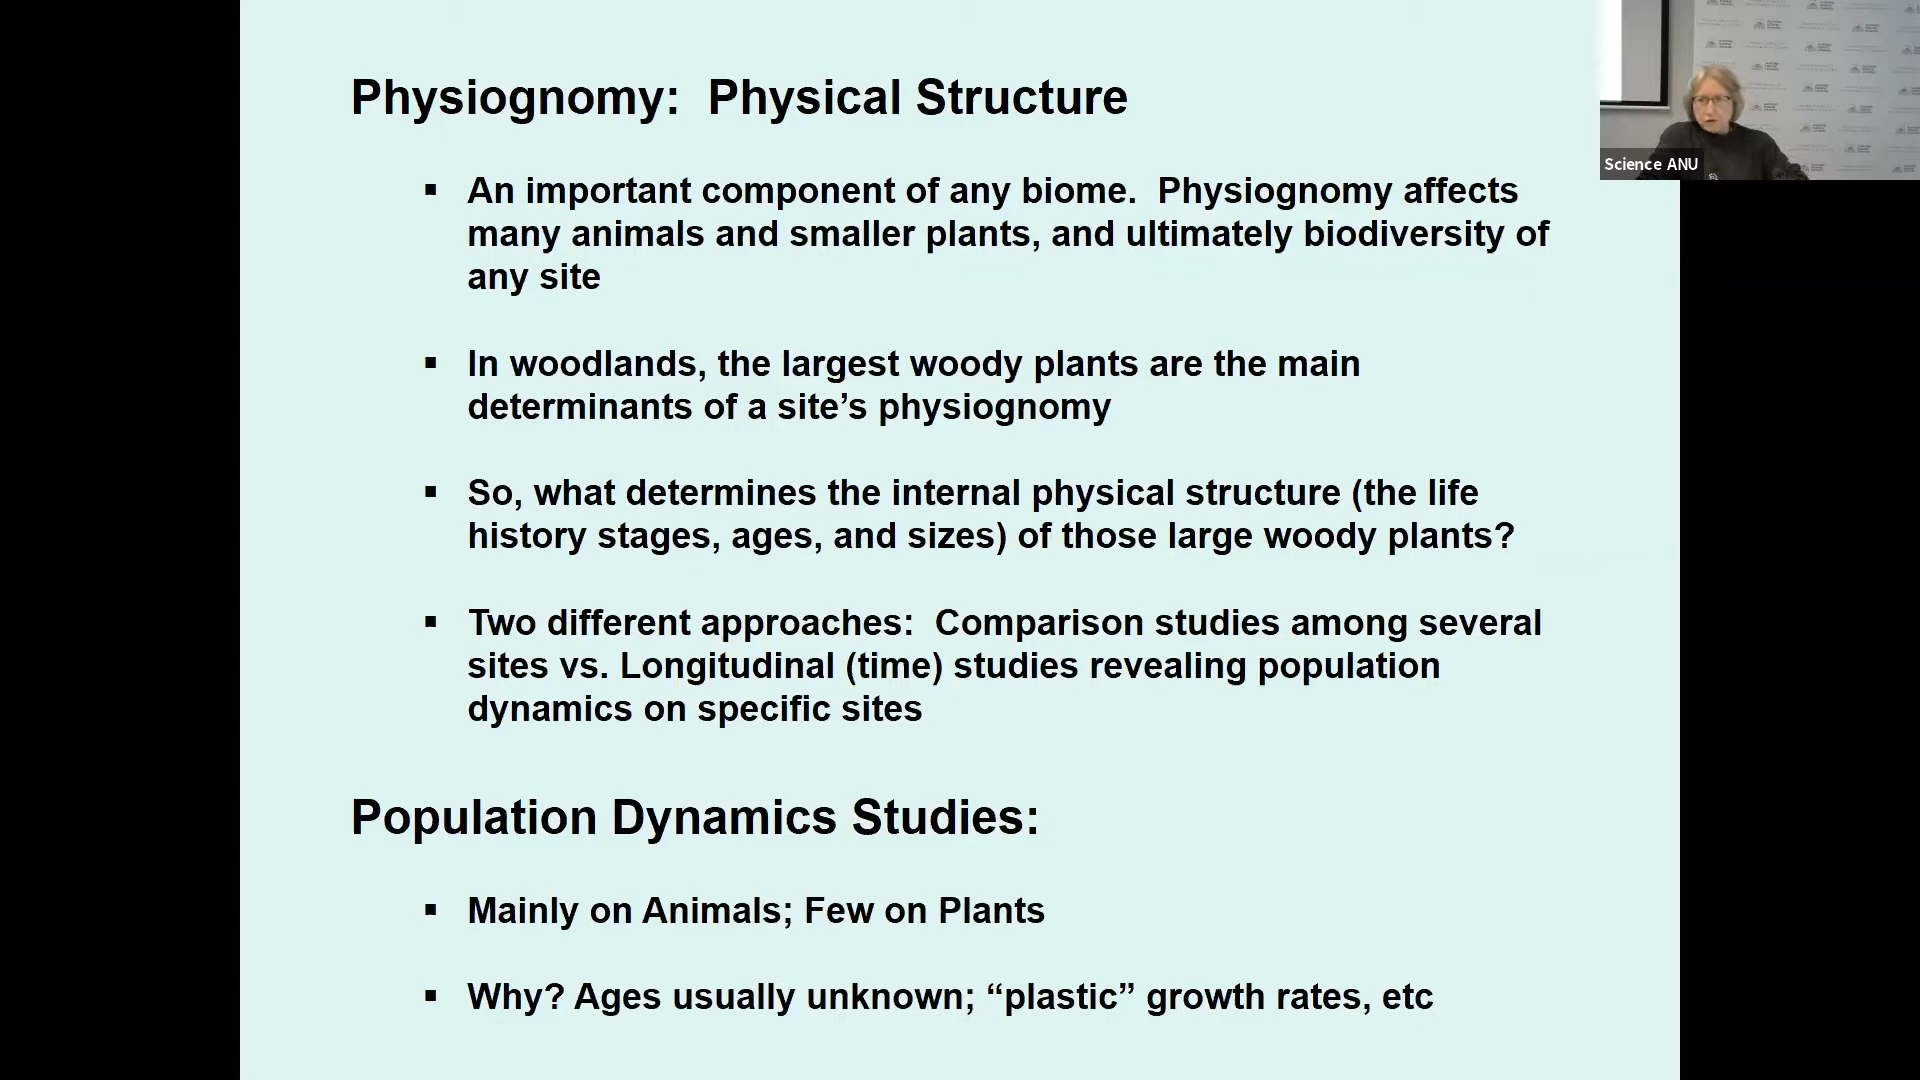 Physiognomy: Physical Structure
▪ An important component of any biome. Physiognomy affects
many animals and smaller plants, and ultimately biodiversity of
any site
▪ In woodlands, the largest woody plants are the main
determinants of a site’s physiognomy
▪ So, what determines the internal physical structure (the life
history stages, ages, and sizes) of those large woody plants?
▪ Two different approaches: Comparison studies among several
sites vs. Longitudinal (time) studies revealing population
dynamics on specific sites
Population Dynamics Studies:
▪ Mainly on Animals; Few on Plants
▪ Why? Ages usually unknown; “plastic” growth rates, etc
Science ANU